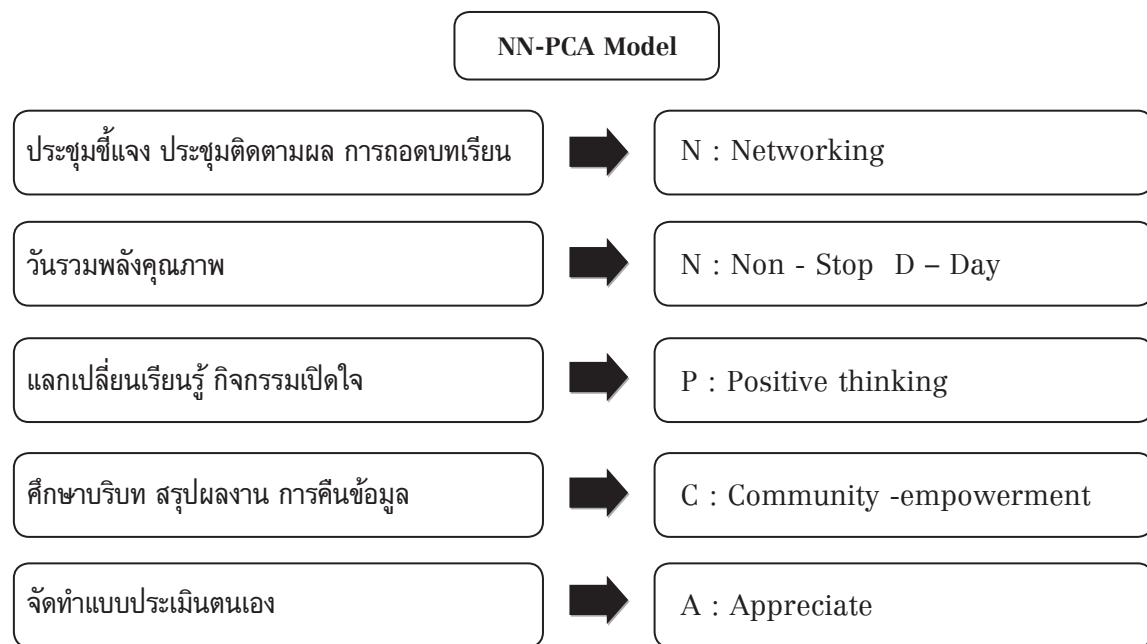 NN-PCA Model
ประชุมชี้แจง ประชุมติดตามผล การถอดบทเรียน
N : Networking
วันรวมพลังคุณภาพ
N : Non - Stop D – Day
แลกเปลี่ยนเรียนรู้ กิจกรรมเปิดใจ
P : Positive thinking
ศึกษาบริบท สรุปผลงาน การคืนข้อมูล
C : Community -empowerment
จัดทำแบบประเมินตนเอง
A : Appreciate